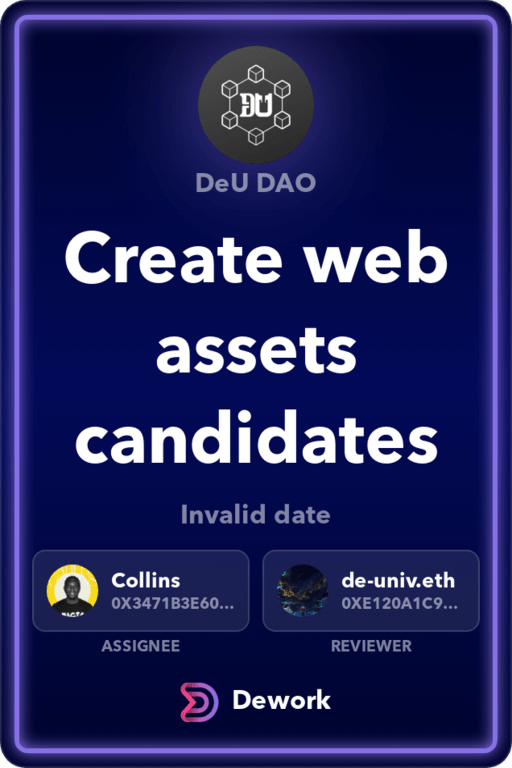 DU
DeU DAO
Create web
assets
candidates
Invalid date
Collins
0X3471B3E60...
de-univ.eth
0XE120A1C9...
ASSIGNEE
REVIEWER
Dework